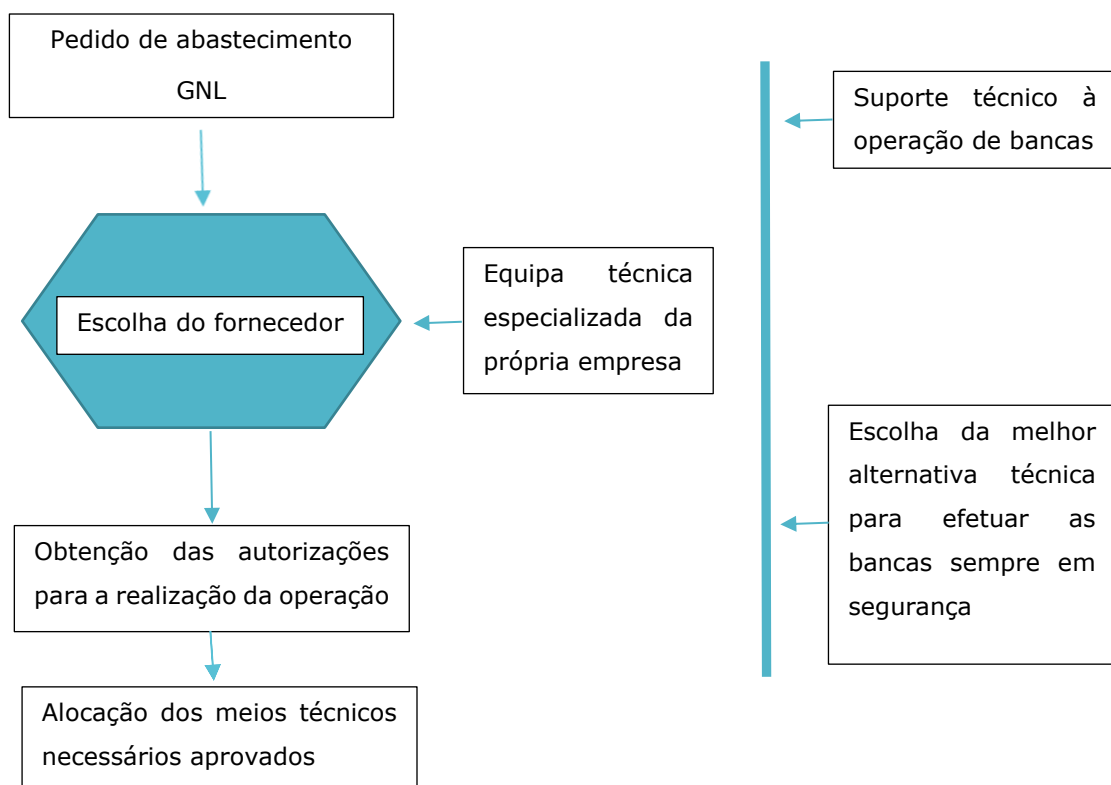 Pedido de abastecimento
GNL
Escolha do fornecedor
Equipa técnica
especializada da
própria empresa
Obtenção das autorizações
para a realização da operação
Alocação dos meios técnicos
necessários aprovados
Suporte técnico à
operação de bancas
Escolha da melhor
alternativa técnica
para efetuar as
bancas sempre em
segurança